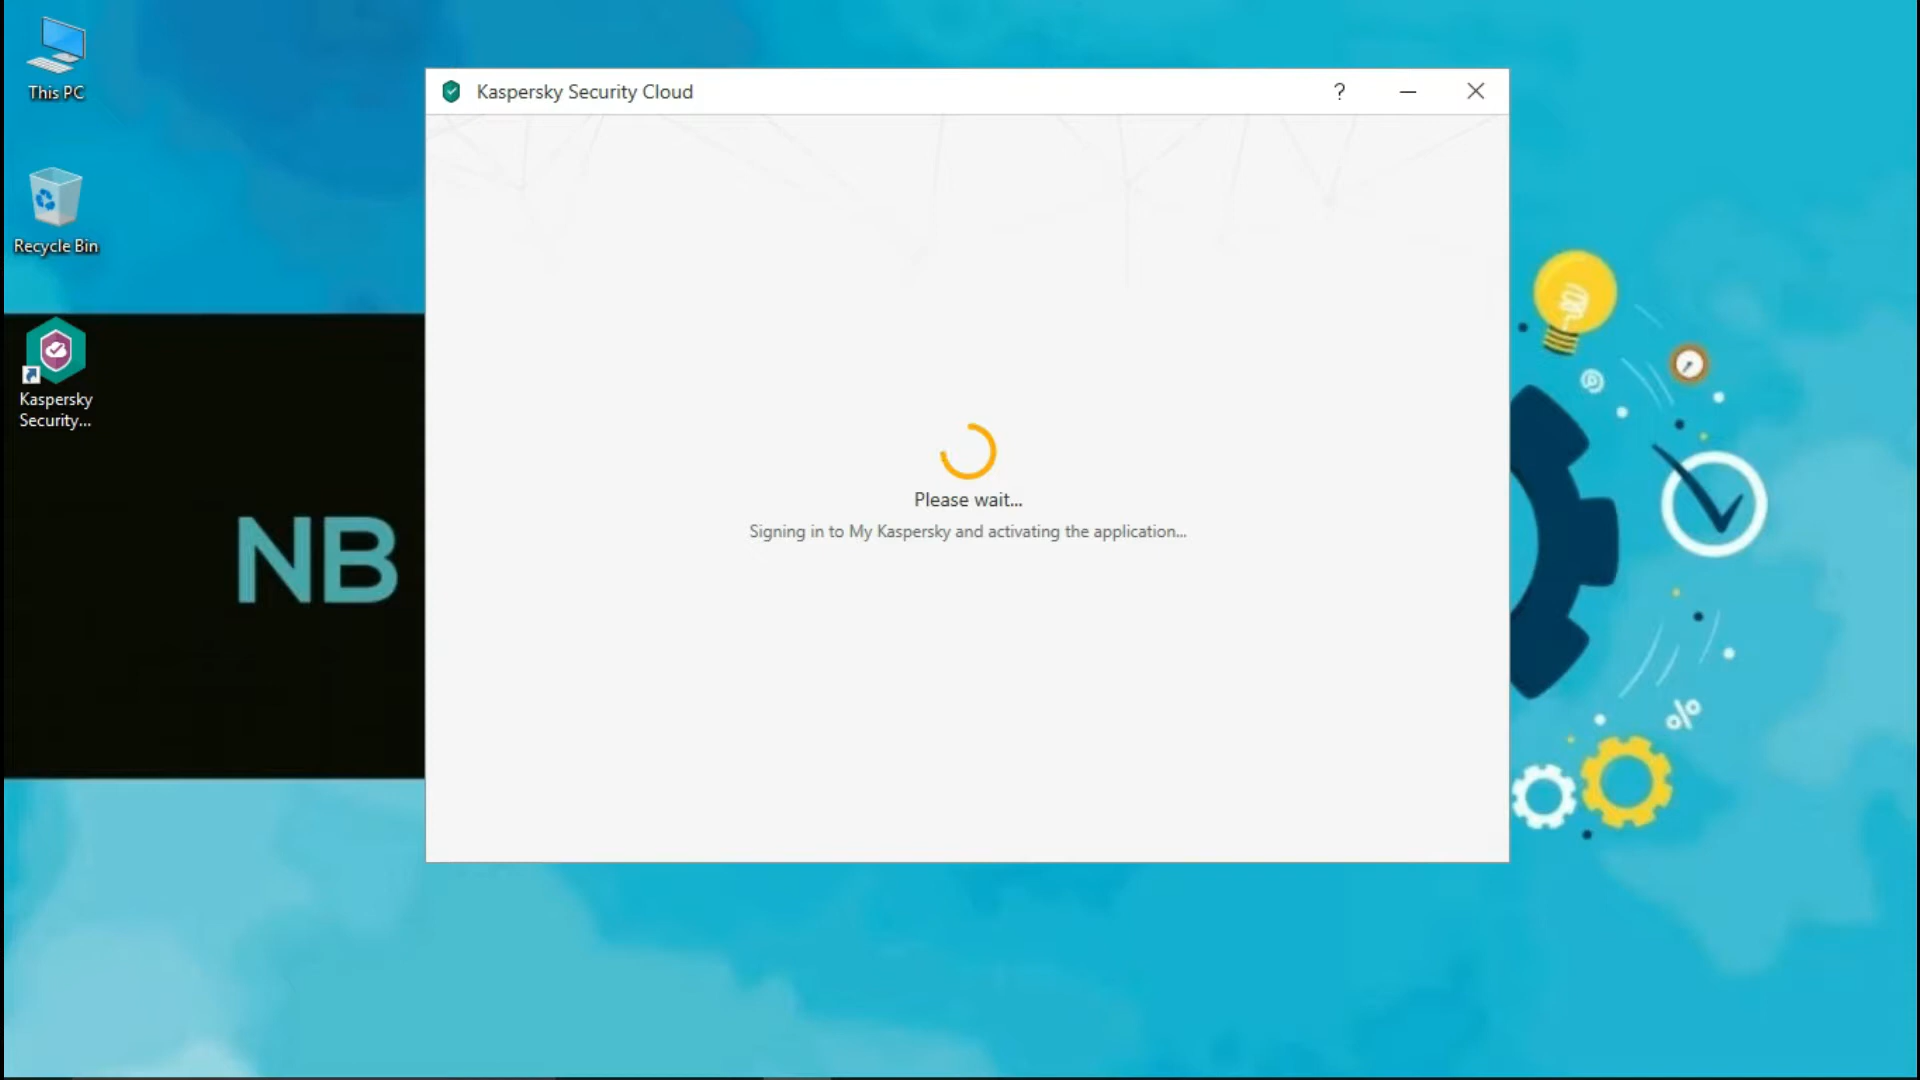 This PC
Recycle Bin
Kaspersky
Security...
NB
Kaspersky Security Cloud
?
Please wait...
Signing in to My Kaspersky and activating the application...
%